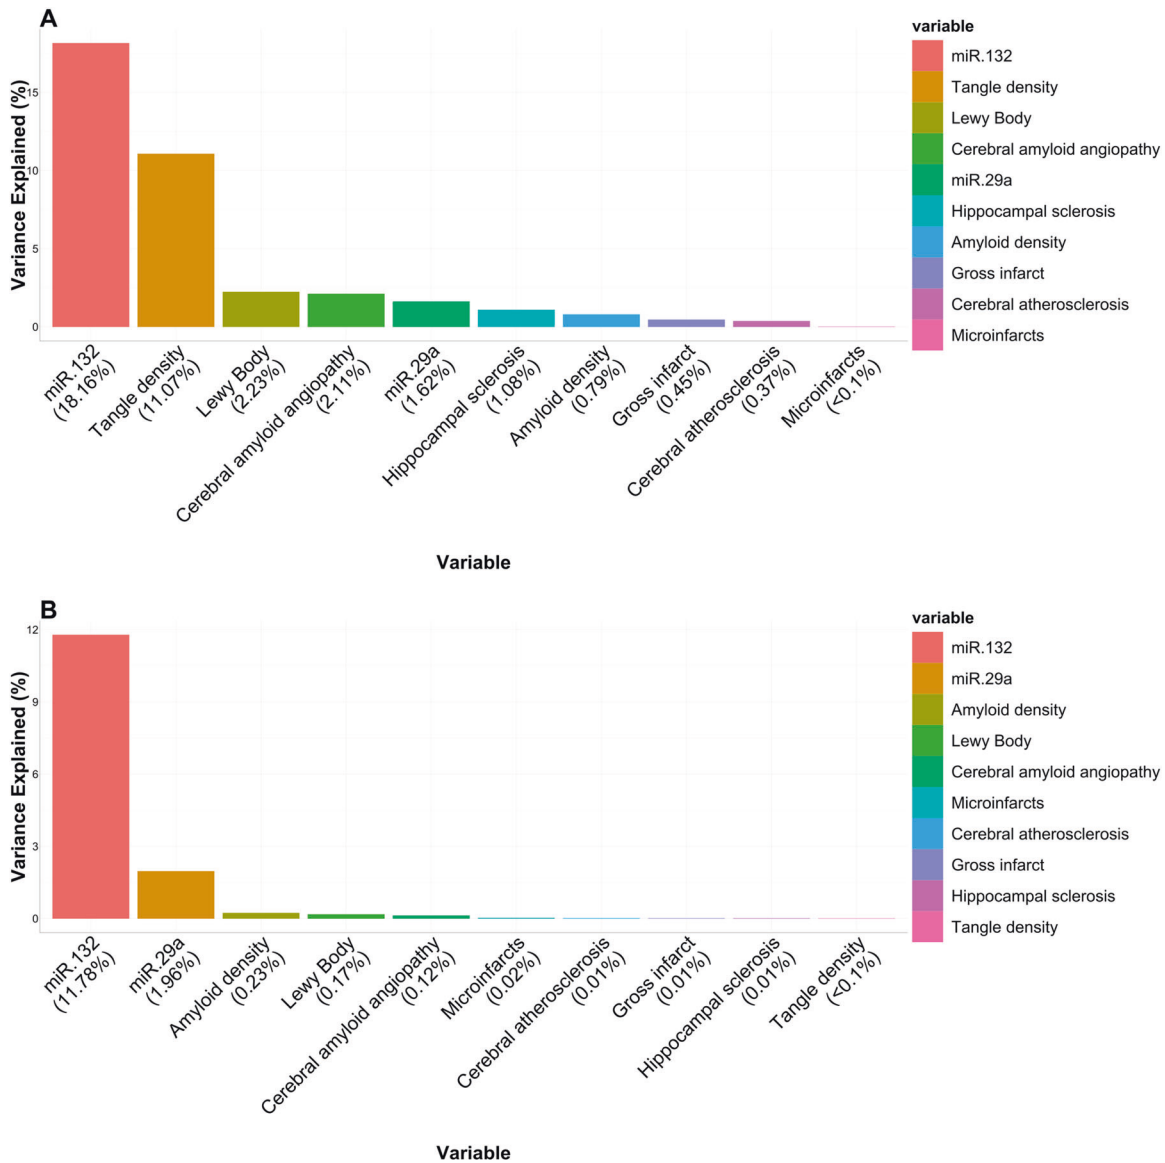 A
Variance Explained (%)
15
10
5
0
miR.132
(18.16%)
Tangle density
(11.07%)
Lewy Body
(2.23%)
Cerebral amyloid angiopathy
(2.11%)
miR.29a
(1.62%)
Hippocampal sclerosis
(1.08%)
Amyloid density
(0.79%)
Gross infarct
(0.45%)
Cerebral atherosclerosis
(0.37%)
Microinfarcts
(<0.1%)
Variable
variable
miR.132
Tangle density
Lewy Body
Cerebral amyloid angiopathy
miR.29a
Hippocampal sclerosis
Amyloid density
Gross infarct
Cerebral atherosclerosis
Microinfarcts
B
Variance Explained (%)
12
9
6
3
0
miR.132
(11.78%)
miR.29a
(1.96%)
Amyloid density
(0.23%)
Lewy Body
(0.17%)
Cerebral amyloid angiopathy
(0.12%)
Microinfarcts
(0.02%)
Cerebral atherosclerosis
(0.01%)
Gross infarct
(0.01%)
Hippocampal sclerosis
(0.01%)
Tangle density
(<0.1%)
Variable
variable
miR.132
miR.29a
Amyloid density
Lewy Body
Cerebral amyloid angiopathy
Microinfarcts
Cerebral atherosclerosis
Gross infarct
Hippocampal sclerosis
Tangle density